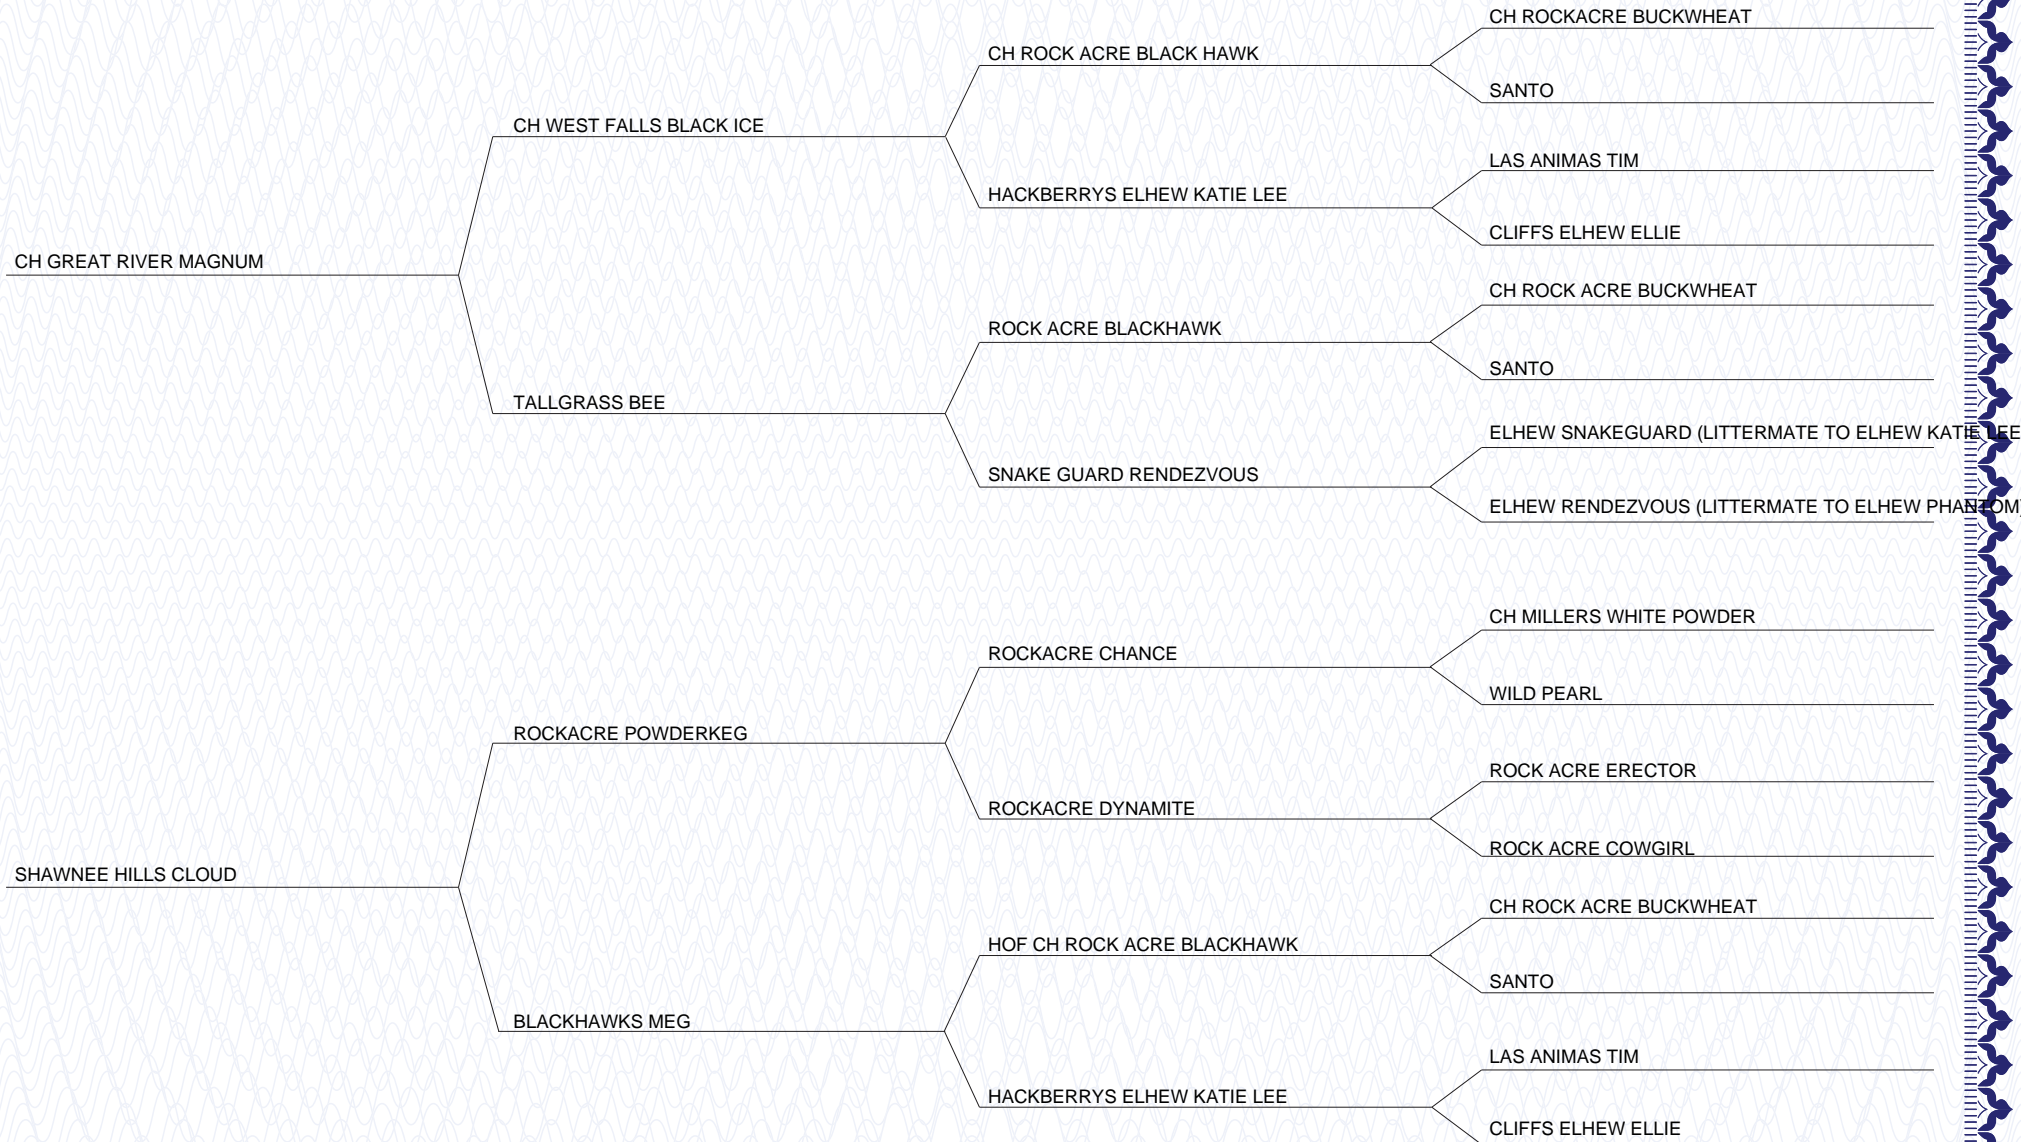 CH ROCKACRE BUCKWHEAT
CH ROCK ACRE BLACK HAWK
SANTO
CH WEST FALLS BLACK ICE
LAS ANIMAS TIM
HACKBERRYS ELHEW KATIE LEE
CLIFFS ELHEW ELLIE
CH GREAT RIVER MAGNUM
CH ROCK ACRE BUCKWHEAT
ROCK ACRE BLACKHAWK
SANTO
TALLGRASS BEE
ELHEW SNAKEGUARD (LITTERMATE TO ELHEW KATIE LEE
SNAKE GUARD RENDEZVOUS
ELHEW RENDEZVOUS (LITTERMATE TO ELHEW PHANTOM)
CH MILLERS WHITE POWDER
ROCKACRE CHANCE
WILD PEARL
ROCKACRE POWDERKEG
ROCK ACRE ERECTOR
ROCKACRE DYNAMITE
ROCK ACRE COWGIRL
SHAWNEE HILLS CLOUD
CH ROCK ACRE BUCKWHEAT
HOF CH ROCK ACRE BLACKHAWK
SANTO
BLACKHAWKS MEG
LAS ANIMAS TIM
HACKBERRYS ELHEW KATIE LEE
CLIFFS ELHEW ELLIE